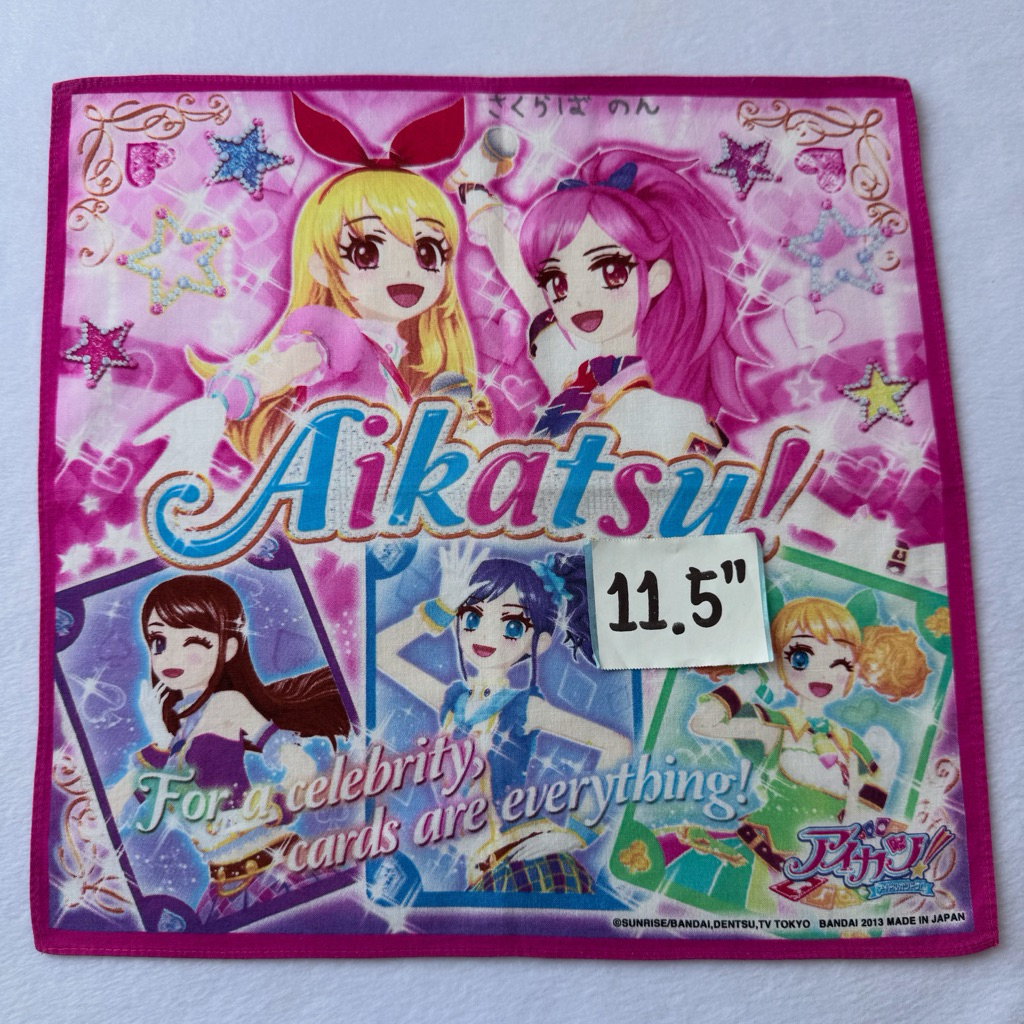 さくらば のん
Aikatsu!
11.5"
For a celebrity,
cards are everything!
アイカツ!
©SUNRISE/BANDAI,DENTSU,TV TOKYO BANDAI 2013 MADE IN JAPAN